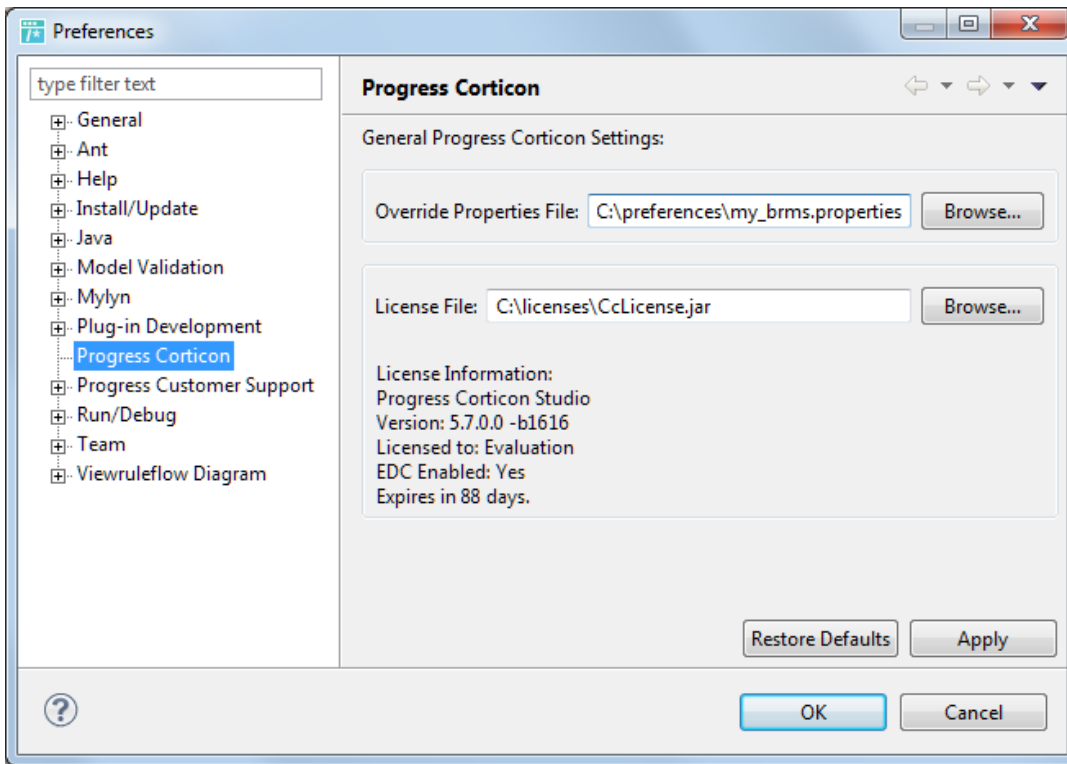 Preferences
type filter text
General
Ant
Help
Install/Update
Java
Model Validation
Mylyn
Plug-in Development
Progress Corticon
Progress Customer Support
Run/Debug
Team
Viewruleflow Diagram
Progress Corticon
General Progress Corticon Settings:
Override Properties File: C:\preferences\my_brms.properties Browse...
License File: C:\licenses\CcLicense.jar Browse...
License Information:
Progress Corticon Studio
Version: 5.7.0.0 -b1616
Licensed to: Evaluation
EDC Enabled: Yes
Expires in 88 days.
Restore Defaults Apply
? OK Cancel